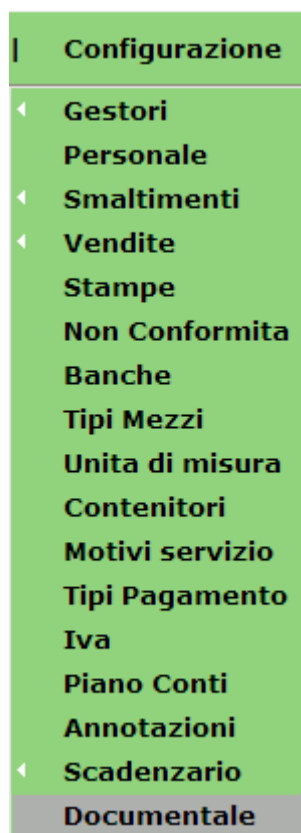 | Configurazione
Gestori
Personale
Smaltimenti
Vendite
Stampe
Non Conformita
Banche
Tipi Mezzi
Unita di misura
Contenitori
Motivi servizio
Tipi Pagamento
Iva
Piano Conti
Annotazioni
Scadenzario
Documentale